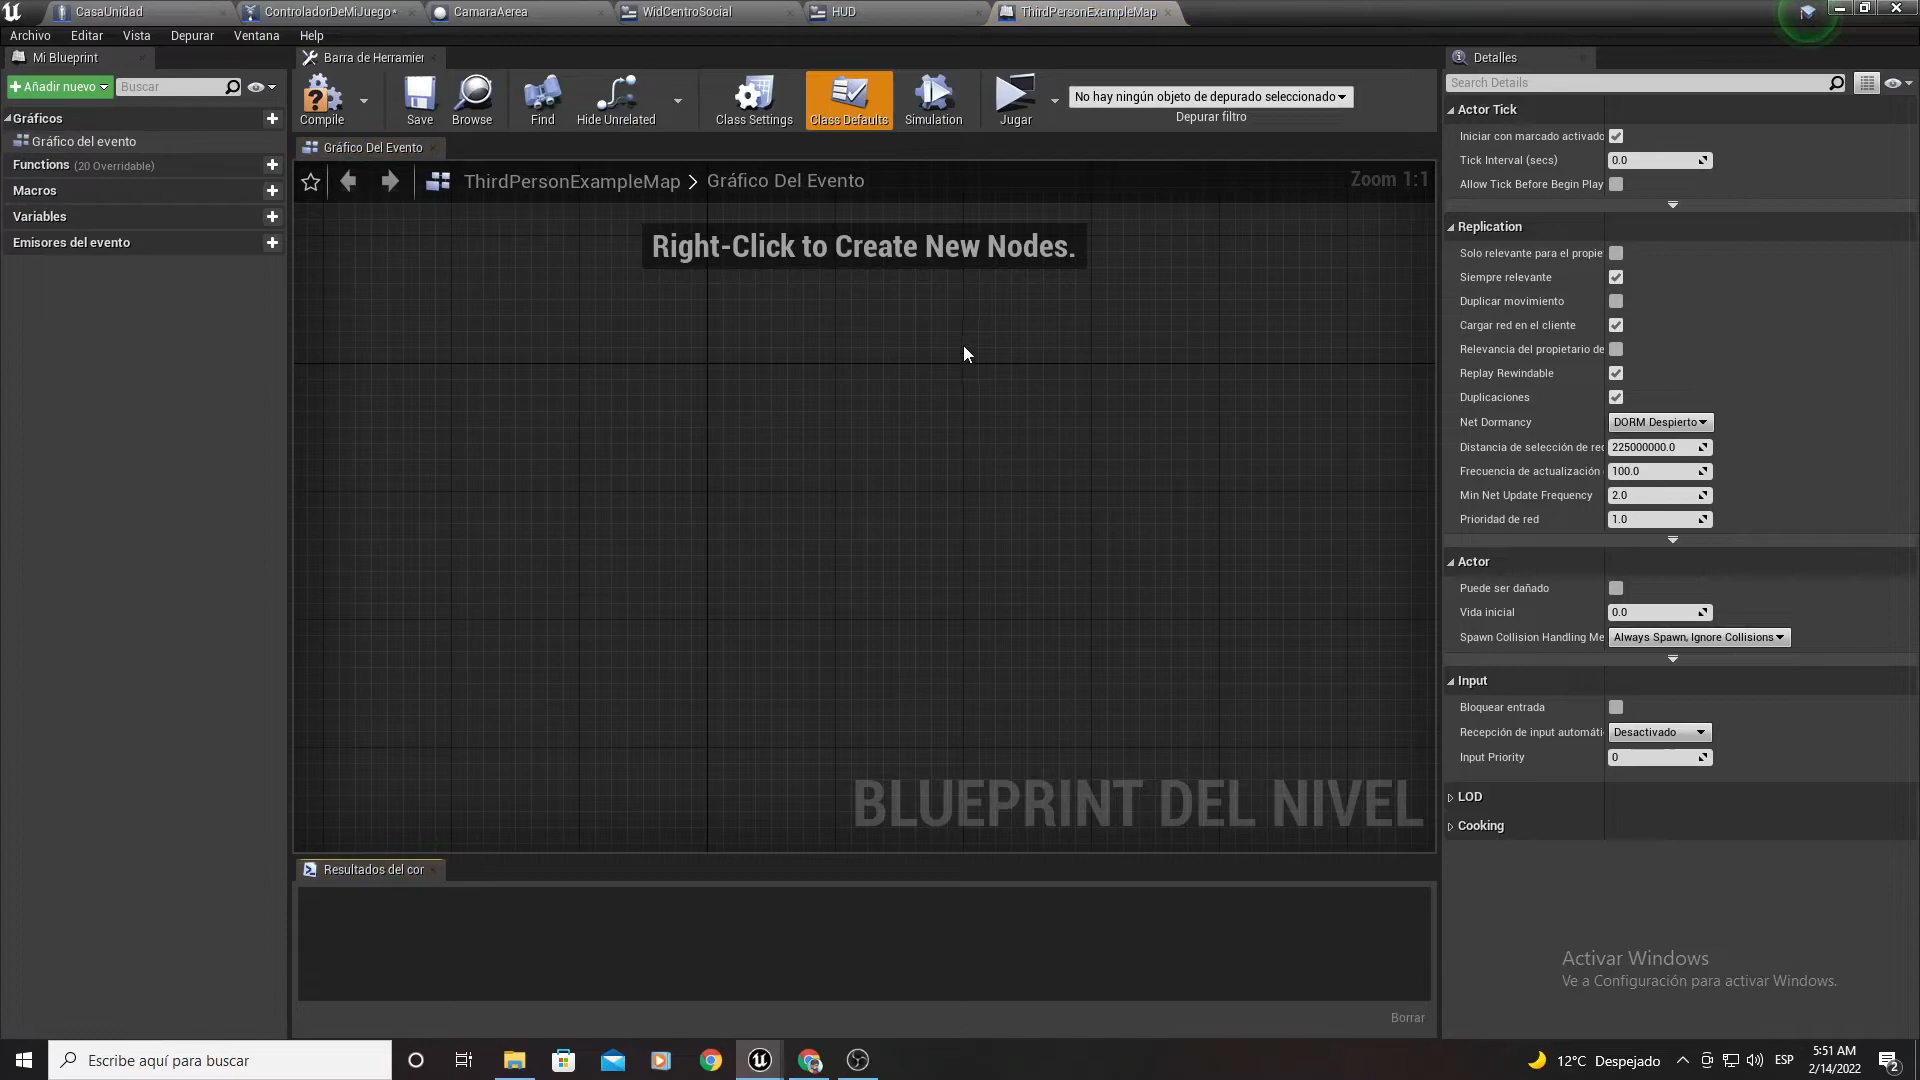 CasaUnidad
ControladorDeMiJuego*
CamaraAerea
WidCentroSocial
HUD
ThirdPersonExampleMap
Archivo Editar Vista Depurar Ventana Help
Mi Blueprint
Añadir nuevo
Buscar
Gráficos
Gráfico del evento
Functions (20 Overridable)
Macros
Variables
Emisores del evento
Barra de Herramier
Compile
Save
Browse
Find
Hide Unrelated
Class Settings
Class Defaults
Simulation
Jugar
No hay ningún objeto de depurado seleccionado
Depurar filtro
Gráfico Del Evento
ThirdPersonExampleMap > Gráfico Del Evento
Zoom 1:1
Right-Click to Create New Nodes.
BLUEPRINT DEL NIVEL
Resultados del cor
Borrar
Detalles
Search Details
Actor Tick
Iniciar con marcado activado
Tick Interval (secs) 0.0
Allow Tick Before Begin Play
Replication
Solo relevante para el propie
Siempre relevante
Duplicar movimiento
Cargar red en el cliente
Relevancia del propietario de
Replay Rewindable
Duplicaciones
Net Dormancy DORM Despierto
Distancia de selección de rec 225000000.0
Frecuencia de actualización 100.0
Min Net Update Frequency 2.0
Prioridad de red 1.0
Actor
Puede ser dañado
Vida inicial 0.0
Spawn Collision Handling Me Always Spawn, Ignore Collisions
Input
Bloquear entrada
Recepción de input automáti Desactivado
Input Priority 0
LOD
Cooking
Activar Windows
Ve a Configuración para activar Windows.
Escribe aquí para buscar
12°C Despejado
ESP
5:51 AM
2/14/2022
2